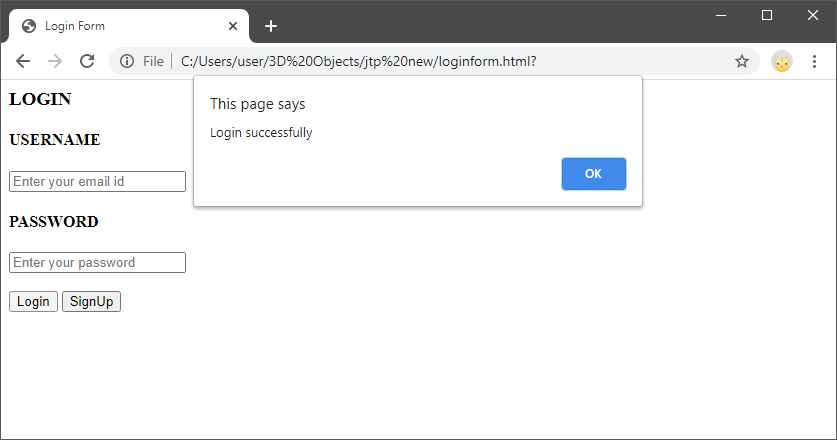 Login Form
File
C:/Users/user/3D%20Objects/jtp%20new/loginform.html?
This page says
Login successfully
OK
LOGIN
USERNAME
Enter your email id
PASSWORD
Enter your password
Login SignUp